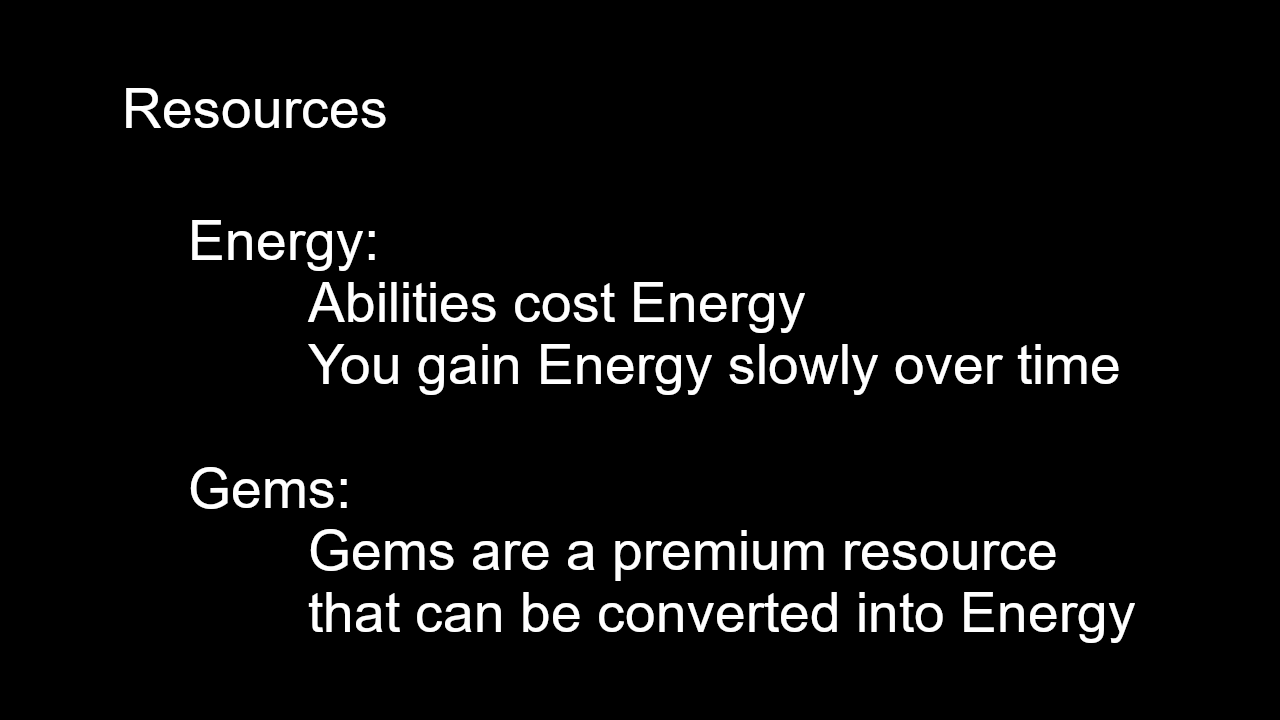 Resources
Energy:
Abilities cost Energy
You gain Energy slowly over time
Gems:
Gems are a premium resource
that can be converted into Energy